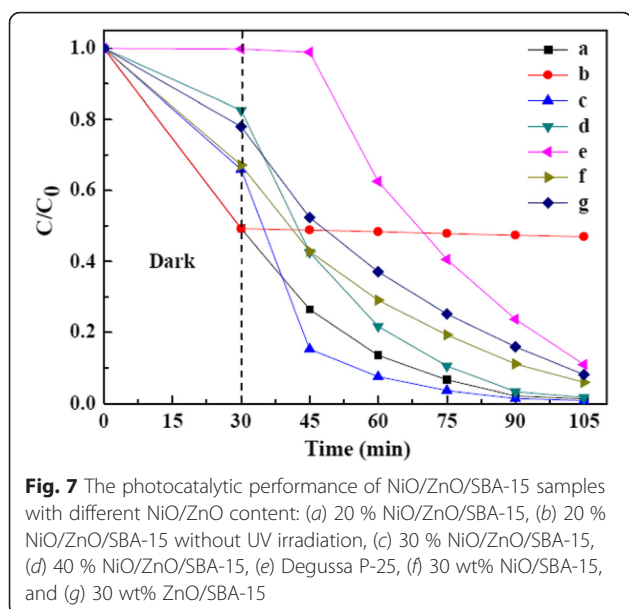 1.0
0.8
0.6
0.4
0.2
0.0
C/C0
Dark
a
b
c
d
e
f
g
0 15 30 45 60 75 90 105
Time (min)
Fig. 7 The photocatalytic performance of NiO/ZnO/SBA-15 samples
with different NiO/ZnO content: (a) 20 % NiO/ZnO/SBA-15, (b) 20 %
NiO/ZnO/SBA-15 without UV irradiation, (c) 30 % NiO/ZnO/SBA-15,
(d) 40 % NiO/ZnO/SBA-15, (e) Degussa P-25, (f) 30 wt% NiO/SBA-15,
and (g) 30 wt% ZnO/SBA-15